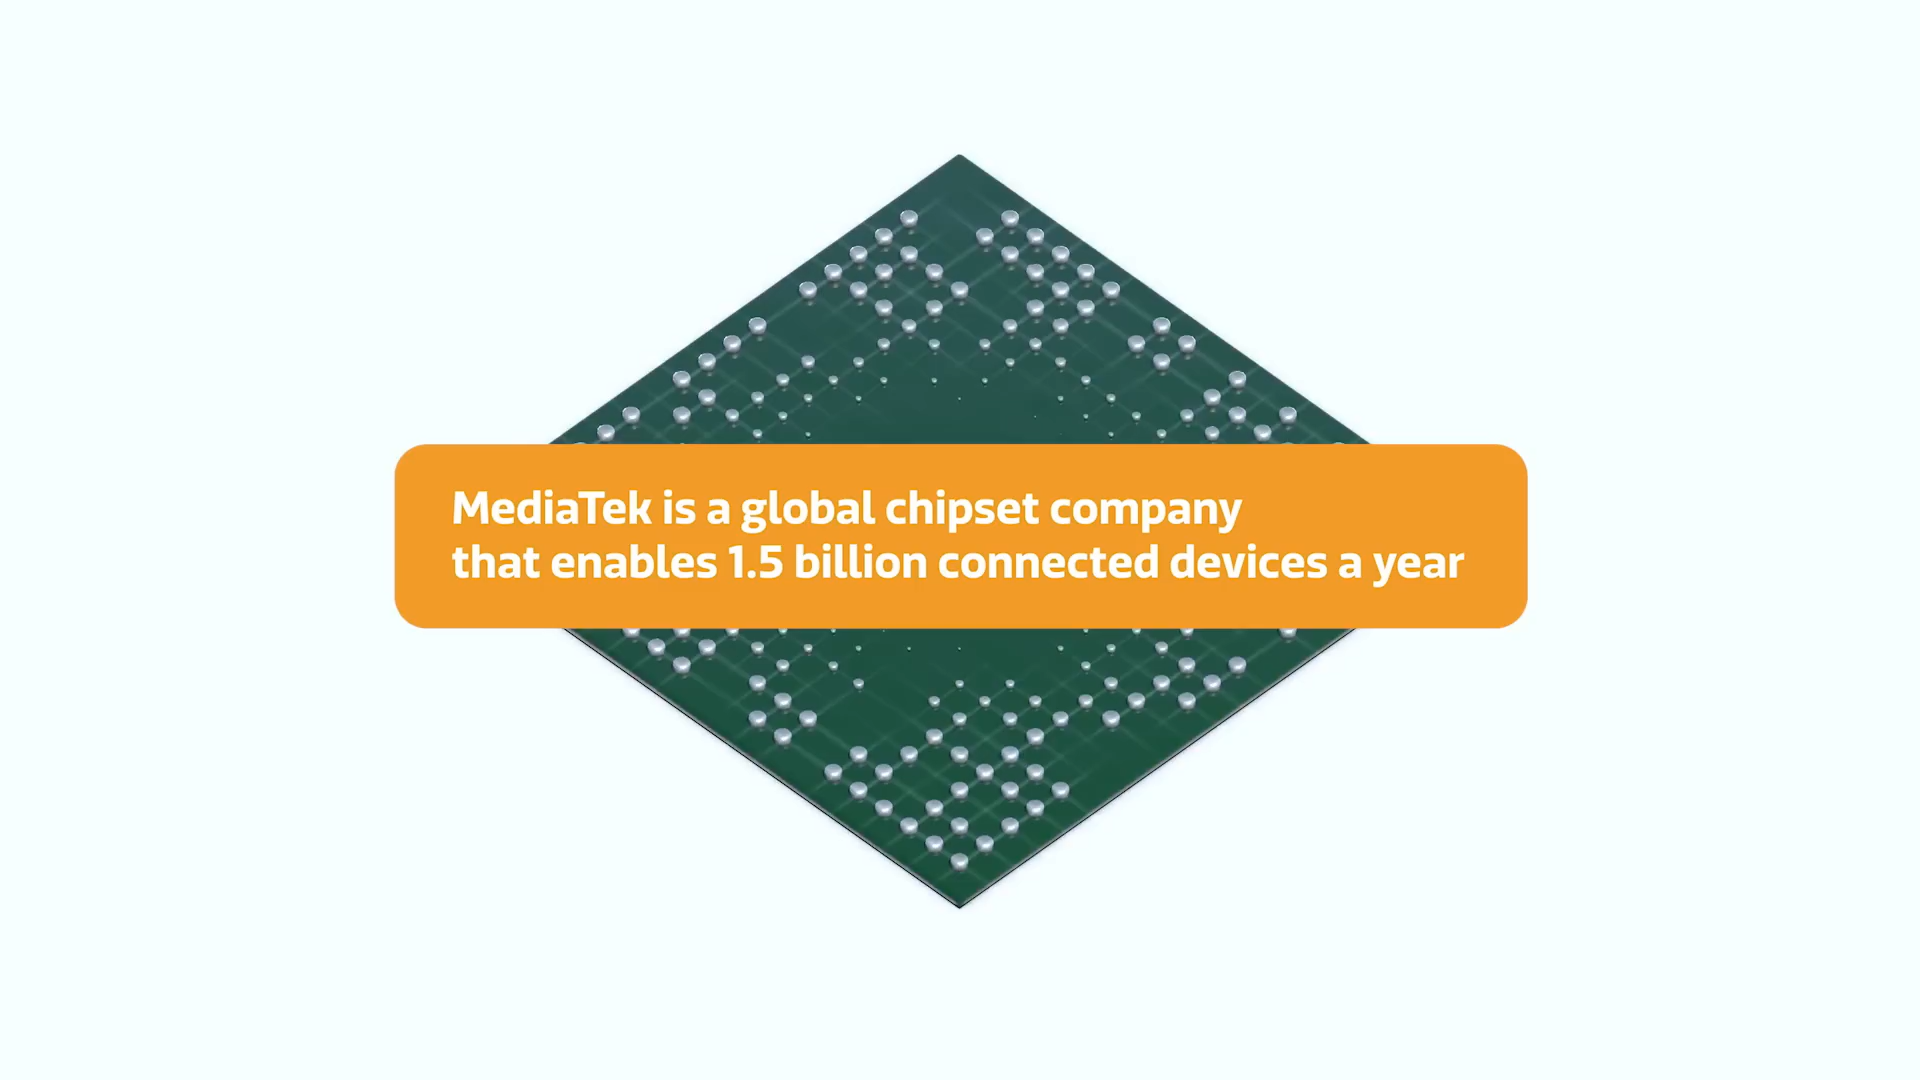 MediaTek is a global chipset company
that enables 1.5 billion connected devices a year